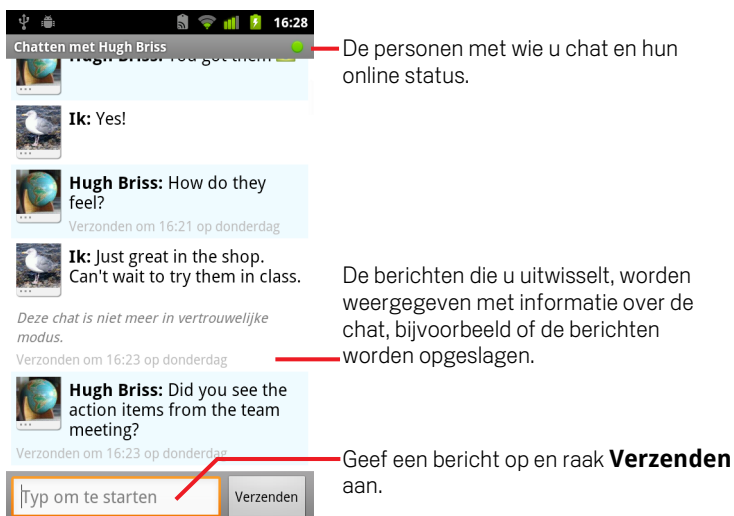 16:28
Chatten met Hugh Briss
Hugh Briss: You got them
Ik: Yes!
Hugh Briss: How do they
feel?
Verzonden om 16:21 op donderdag
Ik: Just great in the shop.
Can't wait to try them in class.
Deze chat is niet meer in vertrouwelijke
modus.
Verzonden om 16:23 op donderdag
Hugh Briss: Did you see the
action items from the team
meeting?
Verzonden om 16:23 op donderdag
Typ om te starten
Verzenden
De personen met wie u chat en hun
online status.
De berichten die u uitwisselt, worden
weergegeven met informatie over de
chat, bijvoorbeeld of de berichten
worden opgeslagen.
Geef een bericht op en raak Verzenden
aan.